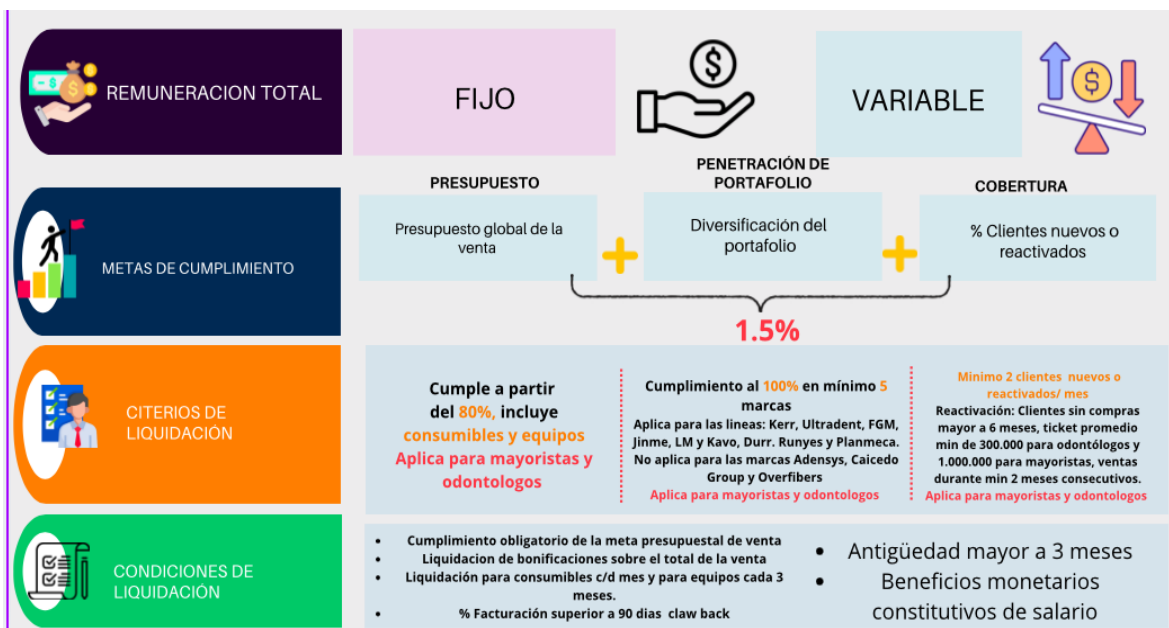 REMUNERACION TOTAL
FIJO
VARIABLE
METAS DE CUMPLIMIENTO
PRESUPUESTO
Presupuesto global de la
venta
PENETRACIÓN DE
PORTAFOLIO
Diversificación del
portafolio
COBERTURA
% Clientes nuevos o
reactivados
1.5%
CITERIOS DE
LIQUIDACIÓN
Cumple a partir
del 80%, incluye
consumibles y equipos
Aplica para mayoristas y
odontologos
Cumplimiento al 100% en mínimo 5
marcas
Aplica para las lineas: Kerr, Ultradent, FGM,
Jinme, LM y Kavo, Durr. Runyes y Planmeca.
No aplica para las marcas Adensys, Caicedo
Group y Overfibers
Aplica para mayoristas y odontologos
Minimo 2 clientes nuevos o
reactivados/ mes
Reactivación: Clientes sin compras
mayor a 6 meses, ticket promedio
min de 300.000 para odontólogos y
1.000.000 para mayoristas, ventas
durante min 2 meses consecutivos.
Aplica para mayoristas y odontologos
CONDICIONES DE
LIQUIDACIÓN
• Cumplimiento obligatorio de la meta presupuestal de venta
• Liquidacion de bonificaciones sobre el total de la venta
• Liquidación para consumibles c/d mes y para equipos cada 3
meses.
• % Facturación superior a 90 dias claw back
• Antigüedad mayor a 3 meses
• Beneficios monetarios
constitutivos de salario